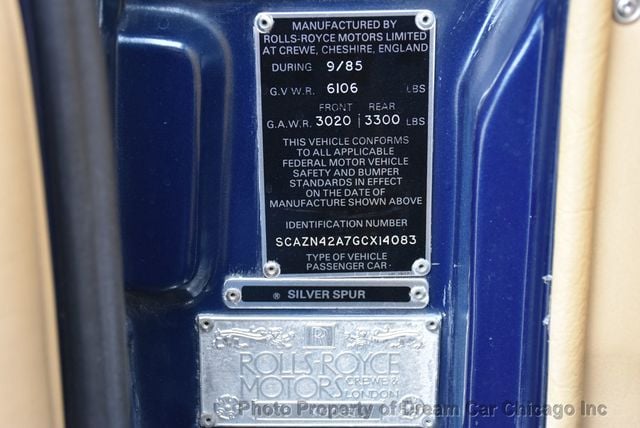 MANUFACTURED BY
ROLLS-ROYCE MOTORS LIMITED
AT CREWE, CHESHIRE, ENGLAND
DURING 9/85
G.V.W.R. 6106 LBS
FRONT REAR
G.A.W.R. 3020 3300 LBS
THIS VEHICLE CONFORMS
TO ALL APPLICABLE
FEDERAL MOTOR VEHICLE
SAFETY AND BUMPER
STANDARDS IN EFFECT
ON THE DATE OF
MANUFACTURE SHOWN ABOVE
IDENTIFICATION NUMBER
SCAZN42A7GCX14083
TYPE OF VEHICLE
PASSENGER CAR
® SILVER SPUR
ROLLS-ROYCE
MOTORS CREWE &
LONDON
Photo Property of Dream Car Chicago Inc